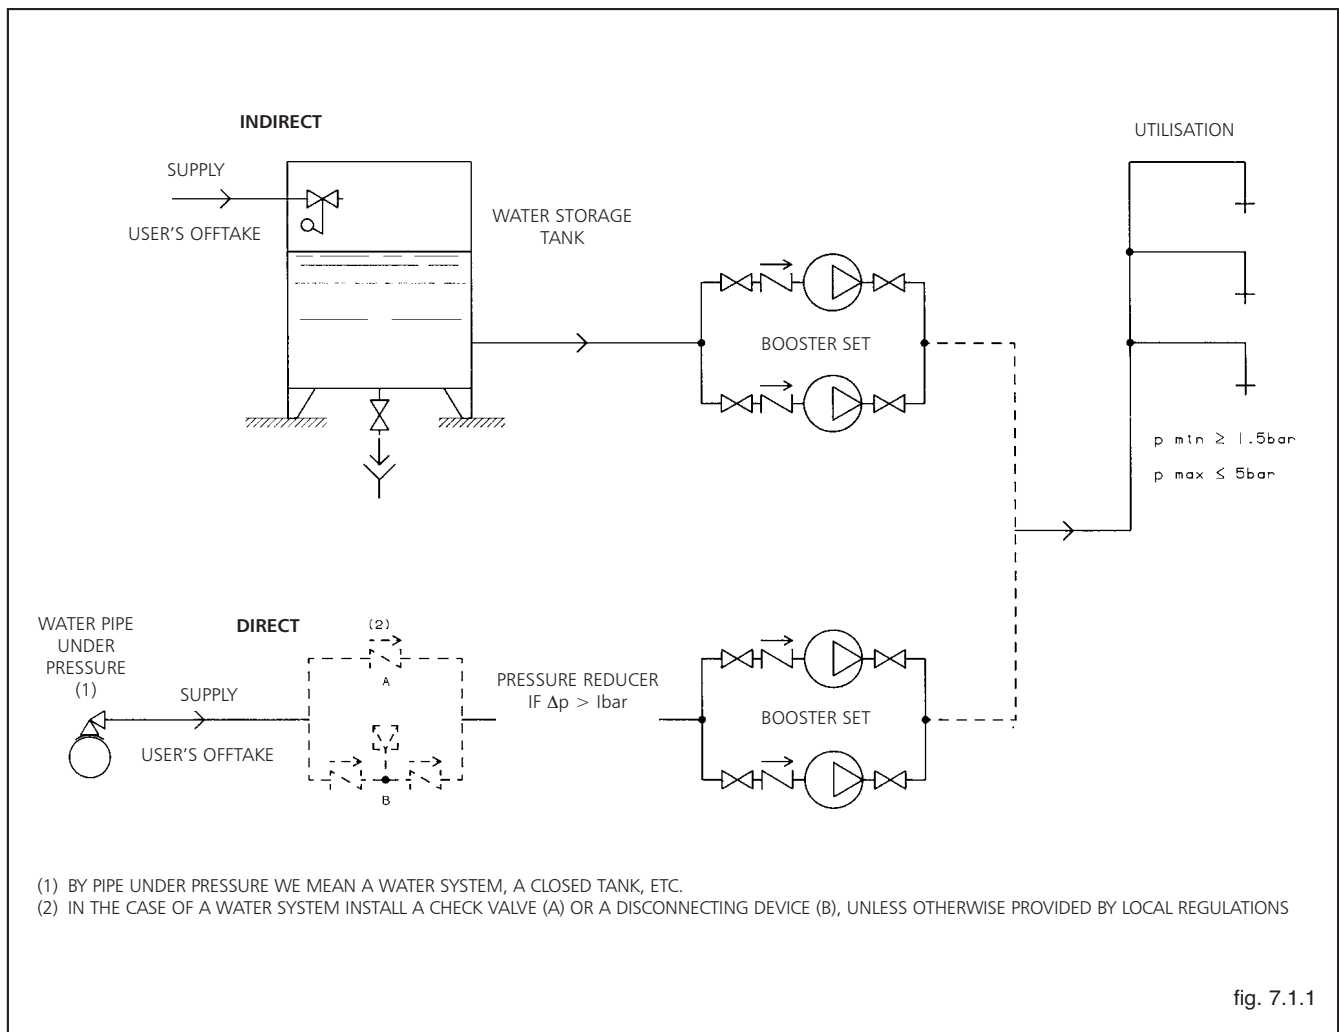 INDIRECT
UTILISATION
SUPPLY
USER'S OFFTAKE
WATER STORAGE
TANK
BOOSTER SET
p min ≥ 1.5bar
p max ≤ 5bar
WATER PIPE
UNDER
PRESSURE
(1)
DIRECT
(2)
A
SUPPLY
USER'S OFFTAKE
B
PRESSURE REDUCER
IF Δp > lbar
BOOSTER SET
(1) BY PIPE UNDER PRESSURE WE MEAN A WATER SYSTEM, A CLOSED TANK, ETC.
(2) IN THE CASE OF A WATER SYSTEM INSTALL A CHECK VALVE (A) OR A DISCONNECTING DEVICE (B), UNLESS OTHERWISE PROVIDED BY LOCAL REGULATIONS
fig. 7.1.1